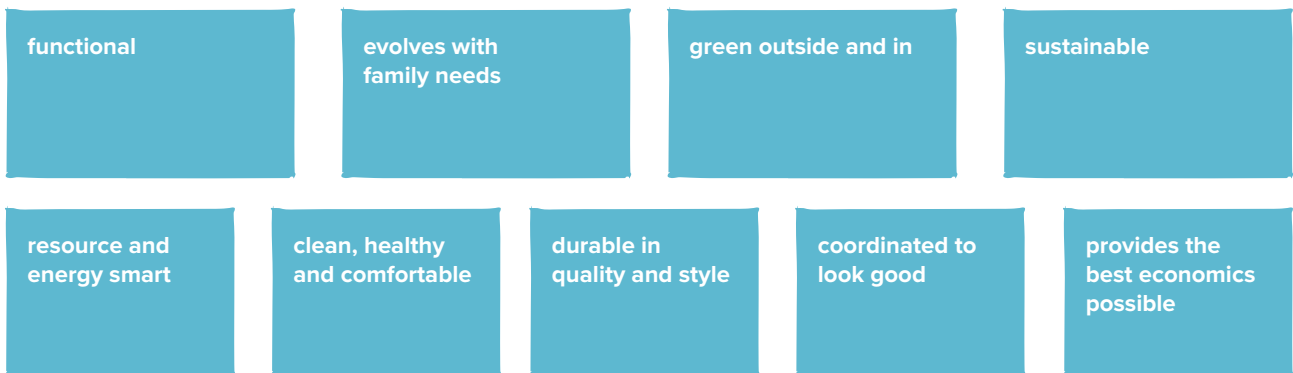 functional
evolves with
family needs
green outside and in
sustainable
resource and
energy smart
clean, healthy
and comfortable
durable in
quality and style
coordinated to
look good
provides the
best economics
possible